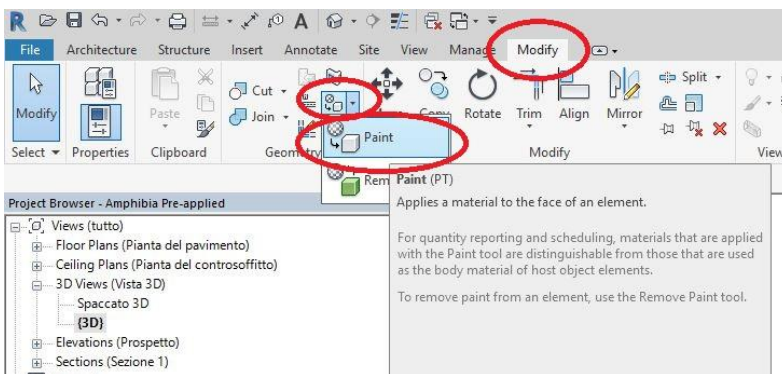 File Architecture Structure Insert Annotate Site View Manage Modify
Modify
Paste
Cut
Join
Copy Rotate Trim Align Mirror
Split
Select Properties Clipboard Geometry Modify View
Paint
Rem
Paint (PT)
Applies a material to the face of an element.
For quantity reporting and scheduling, materials that are applied
with the Paint tool are distinguishable from those that are used
as the body material of host object elements.
To remove paint from an element, use the Remove Paint tool.
Project Browser - Amphibia Pre-applied
Views (tutto)
Floor Plans (Pianta del pavimento)
Ceiling Plans (Pianta del controsoffitto)
3D Views (Vista 3D)
Spaccato 3D
{3D}
Elevations (Prospetto)
Sections (Sezione 1)